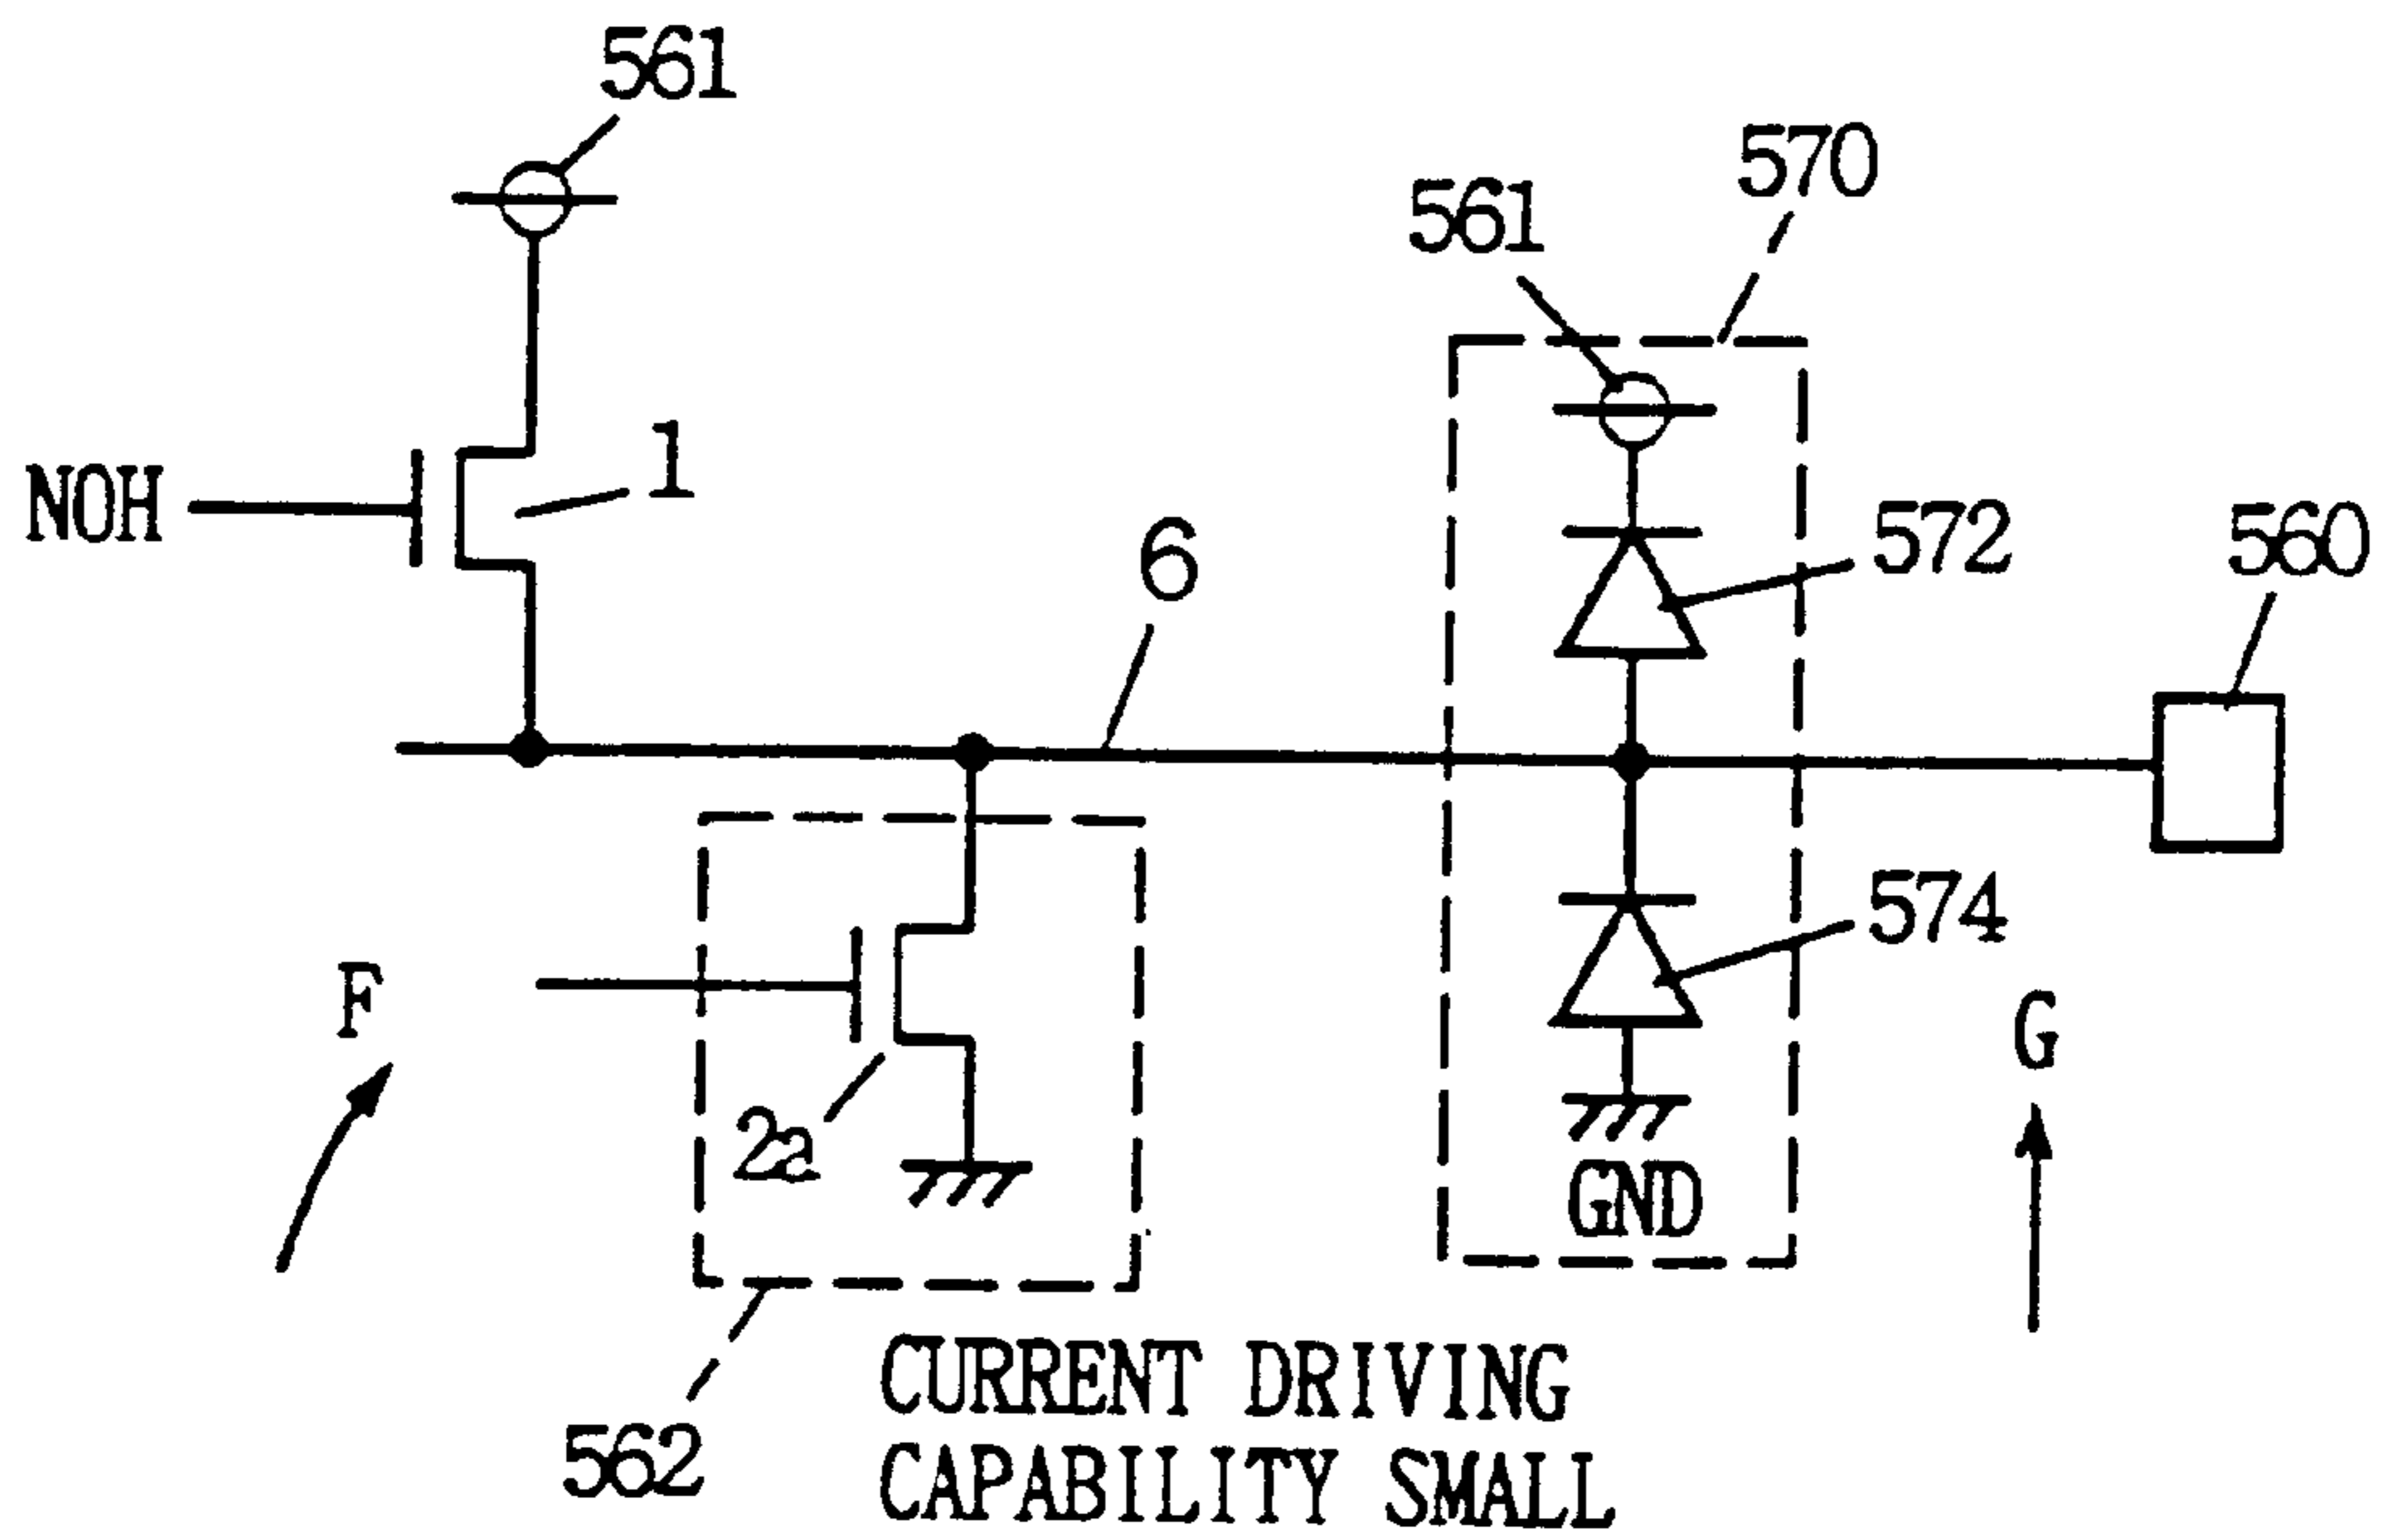 561
570
561
1
NOH
572
560
6
574
F
G
2a
GND
CURRENT DRIVING
CAPABILITY SMALL
562